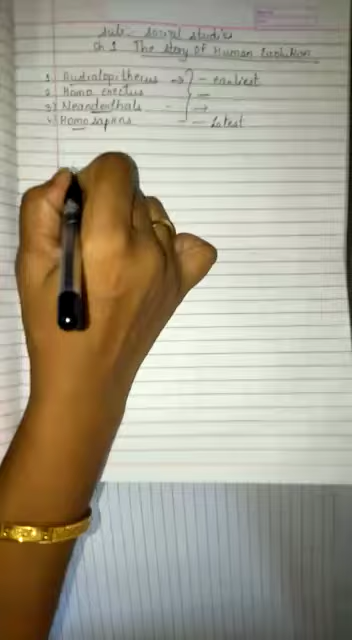 Sub:- Social studies
Ch 1 The story of Human Evolution
1. Australopithecus → - earliest
2. Homo erectus -
3) Neanderthals - →
4. Homo sapiens - - Latest